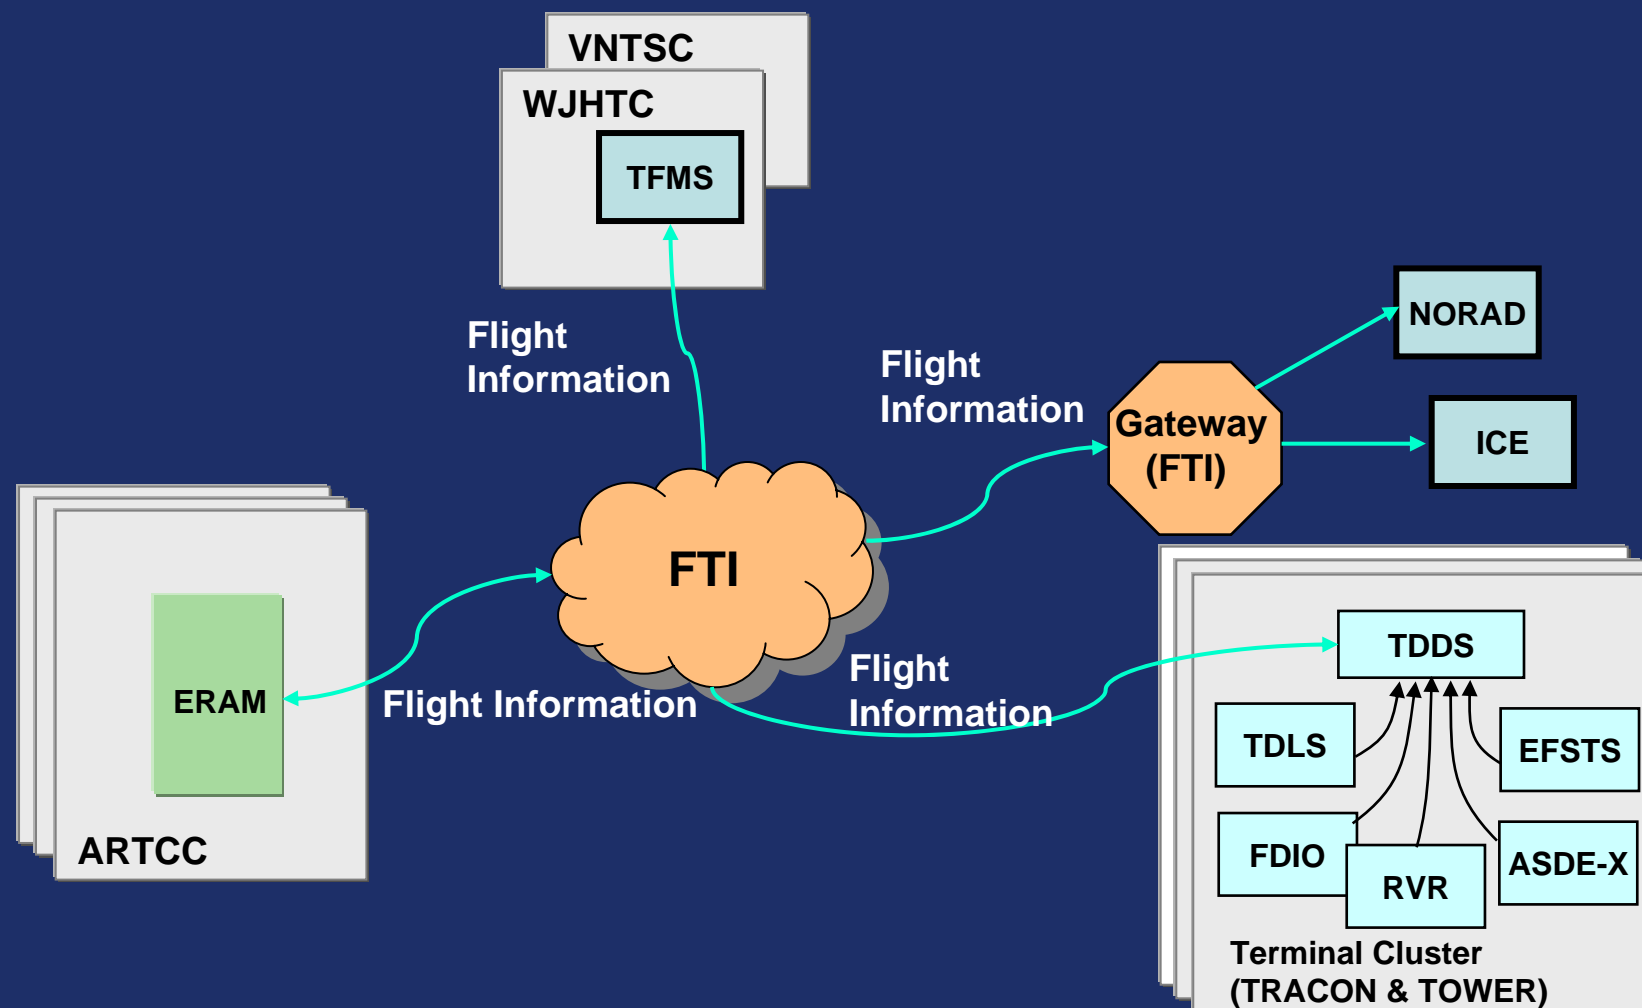 VNTSC
WJHTC
TFMS
Flight
Information
Flight
Information
NORAD
Gateway
(FTI)
ICE
FTI
ERAM
Flight Information
ARTCC
Flight
Information
TDDS
TDLS
EFSTS
FDIO
RVR
ASDE-X
Terminal Cluster
(TRACON & TOWER)